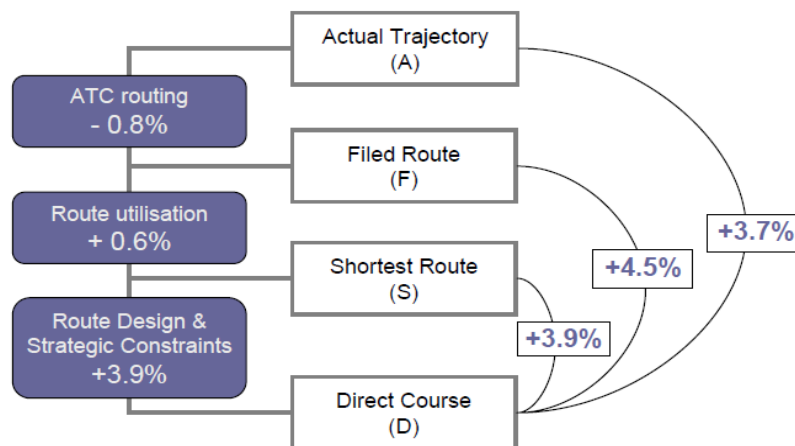 Actual Trajectory
(A)
ATC routing
- 0.8%
Filed Route
(F)
Route utilisation
+ 0.6%
+3.7%
Shortest Route
(S)
+4.5%
Route Design &
Strategic Constraints
+3.9%
+3.9%
Direct Course
(D)